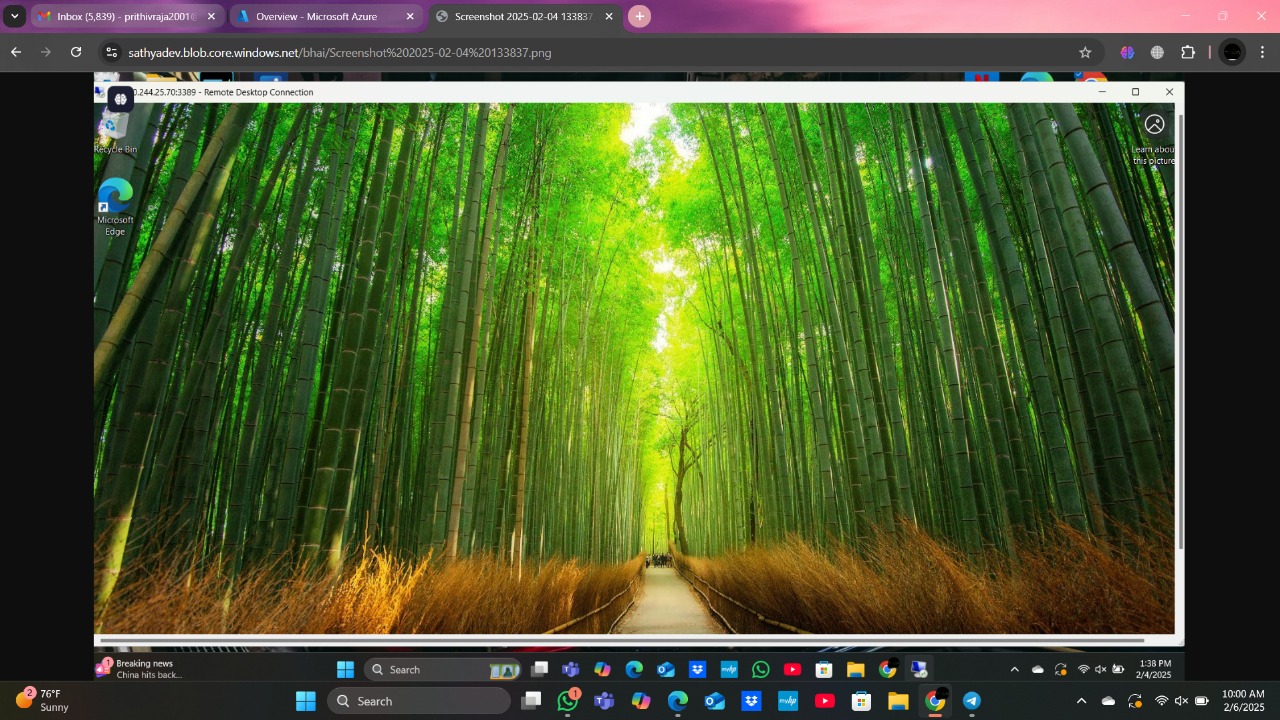 Inbox (5,839) - prithivraja2001@
Overview - Microsoft Azure
Screenshot 2025-02-04 133837
sathyadev.blob.core.windows.net/bhai/Screenshot%202025-02-04%20133837.png
0.244.25.70:3389 - Remote Desktop Connection
Recycle Bin
Learn about
this picture
Microsoft
Edge
1
Breaking news
China hits back...
Search
myhp
1:38 PM
2/4/2025
2
76°F
Sunny
Search
1
myhp
10:00 AM
2/6/2025